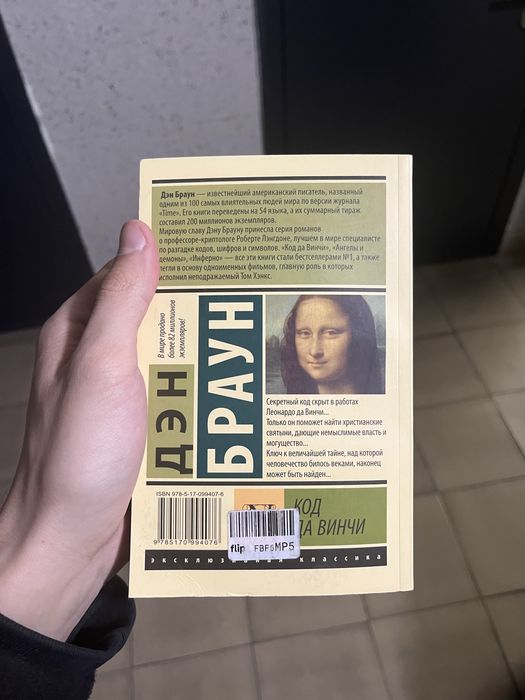 Дэн Браун — известнейший американский писатель, названный
одним из 100 самых влиятельных людей мира по версии журнала
«Time». Его книги переведены на 54 языка, а их суммарный тираж
составил 200 миллионов экземпляров.
Мировую славу Дэну Брауну принесла серия романов
о профессоре-криптологе Роберте Лэнгдоне, лучшем в мире специалисте
по разгадке кодов, шифров и символов. «Код да Винчи», «Ангелы и
демоны», «Инферно» — все эти книги стали бестселлерами №1, а также
легли в основу одноименных фильмов, главную роль в которых
исполнил неподражаемый Том Хэнкс.
В мире продано
более 82 миллионов
экземпляров!
ДЭН
БРАУН
Секретный код скрыт в работах
Леонардо да Винчи...
Только он поможет найти христианские
святыни, дающие немыслимые власть и
могущество...
Ключ к величайшей тайне, над которой
человечество билось веками, наконец
может быть найден...
ISBN 978-5-17-099407-6
9 785170 994076
flip FBF6MP5
КОД
ДА ВИНЧИ
эксклюзивная классика